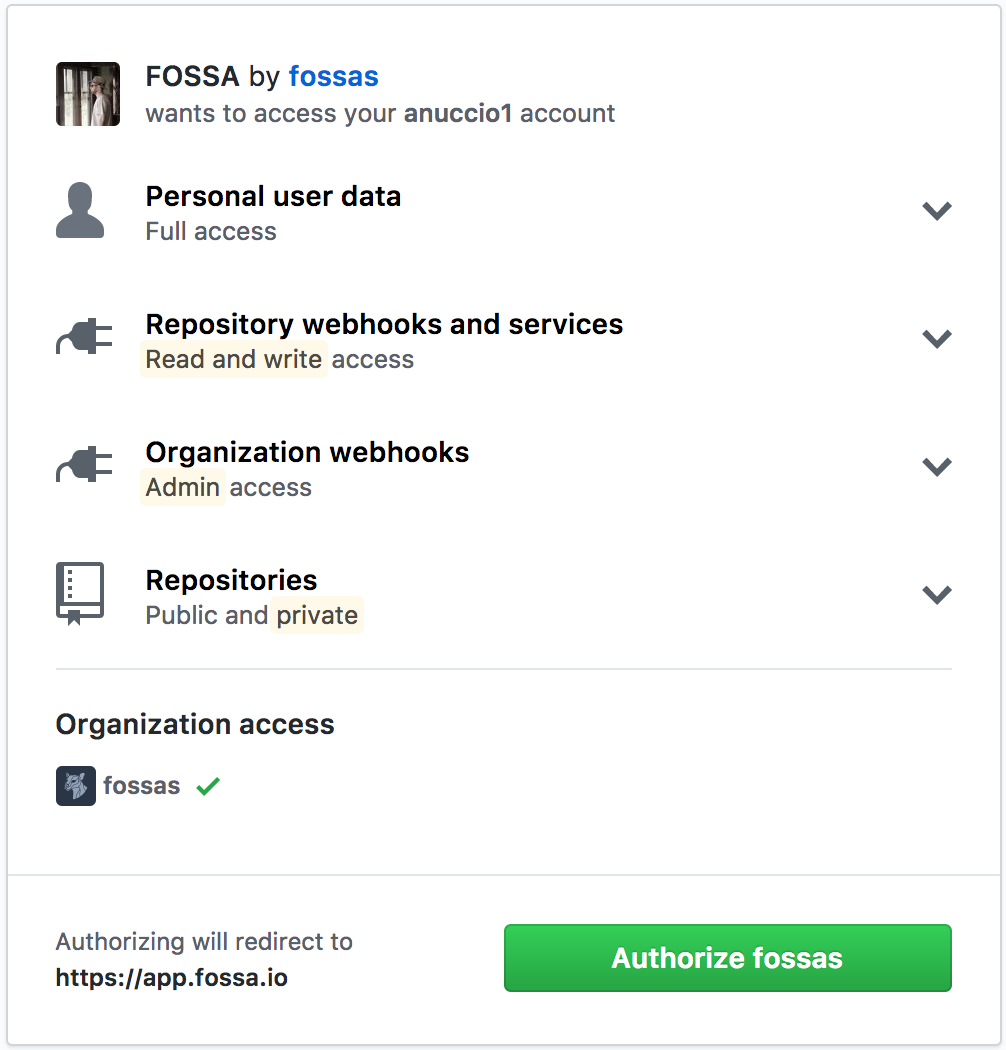 FOSSA by fossas
wants to access your anuccio1 account
Personal user data
Full access
Repository webhooks and services
Read and write access
Organization webhooks
Admin access
Repositories
Public and private
Organization access
fossas
Authorizing will redirect to
https://app.fossa.io
Authorize fossas